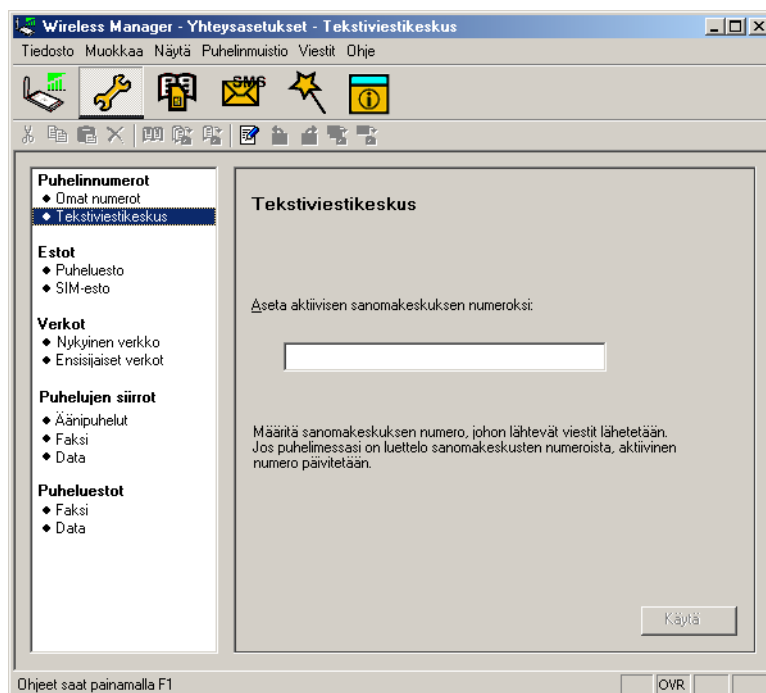 Wireless Manager - Yhteysasetukset - Tekstiviestikeskus
Tiedosto Muokkaa Näytä Puhelinmuistio Viestit Ohje
SMS
Puhelinnumerot
Omat numerot
Tekstiviestikeskus
Estot
Puheluesto
SIM-esto
Verkot
Nykyinen verkko
Ensisijaiset verkot
Puhelujen siirrot
Äänipuhelut
Faksi
Data
Puheluestot
Faksi
Data
Tekstiviestikeskus
Aseta aktiivisen sanomakeskuksen numeroksi:
Määritä sanomakeskuksen numero, johon lähtevät viestit lähetetään.
Jos puhelimessasi on luettelo sanomakeskusten numeroista, aktiivinen
numero päivitetään.
Käytä
Ohjeet saat painamalla F1
OVR